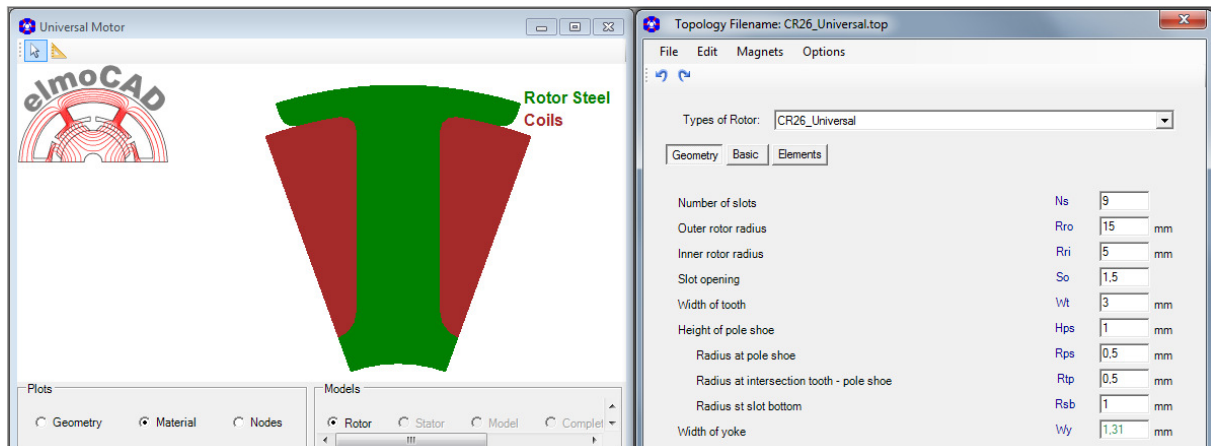 Universal Motor
elmoCAD
Rotor Steel
Coils
Plots
Geometry
Material
Nodes
Models
Rotor
Stator
Model
Complet
Topology Filename: CR26_Universal.top
File Edit Magnets Options
Types of Rotor: CR26_Universal
Geometry Basic Elements
Number of slots Ns 9
Outer rotor radius Rro 15 mm
Inner rotor radius Rri 5 mm
Slot opening So 1,5
Width of tooth Wt 3 mm
Height of pole shoe Hps 1 mm
Radius at pole shoe Rps 0,5 mm
Radius at intersection tooth - pole shoe Rtp 0,5 mm
Radius st slot bottom Rsb 1 mm
Width of yoke Wy 1,31 mm